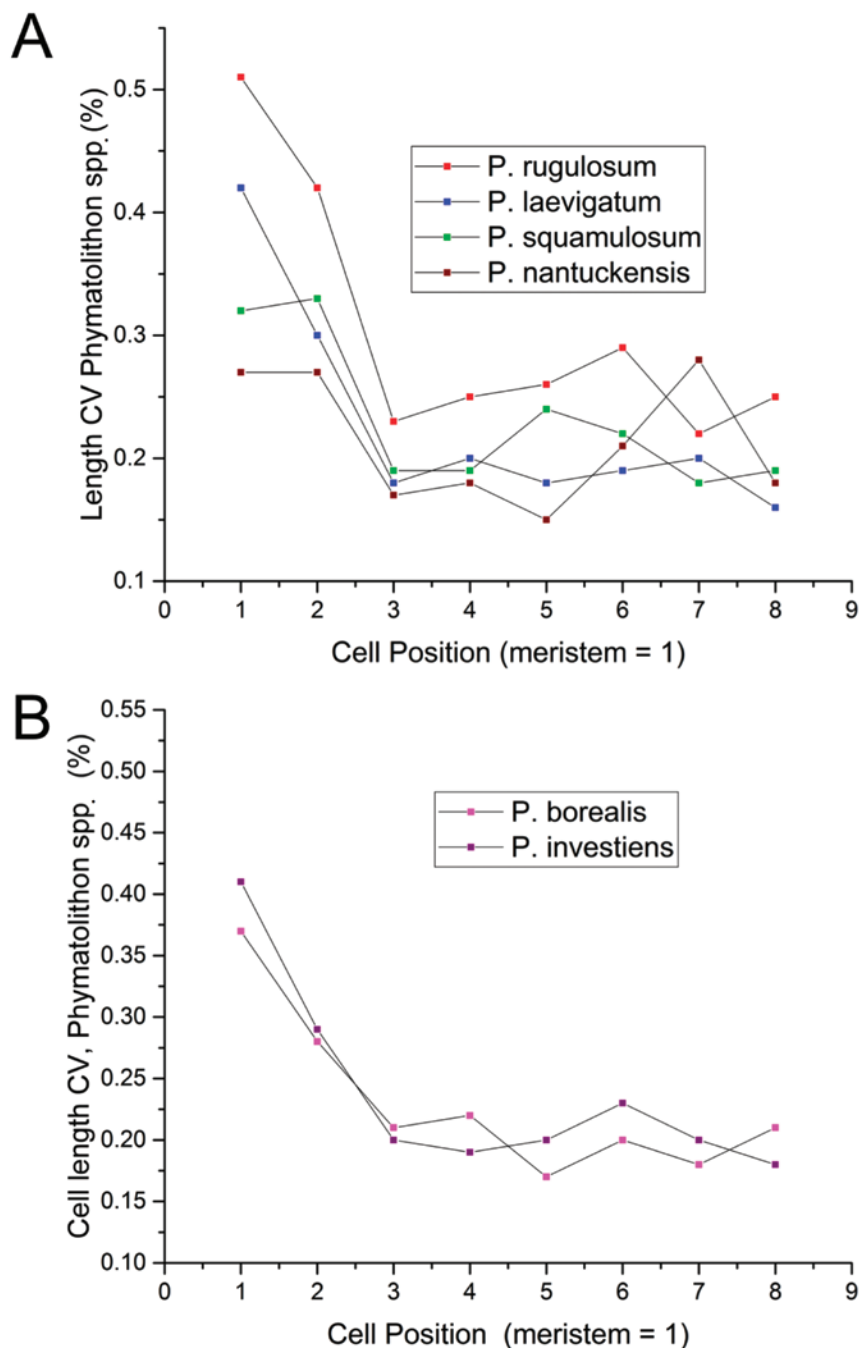 A
Length CV Phymatolithon spp. (%)
0.5
0.4
0.3
0.2
0.1
P. rugulosum
P. laevigatum
P. squamulosum
P. nantuckensis
0 1 2 3 4 5 6 7 8 9
Cell Position (meristem = 1)
B
Cell length CV, Phymatolithon spp. (%)
0.55
0.50
0.45
0.40
0.35
0.30
0.25
0.20
0.15
0.10
P. borealis
P. investiens
0 1 2 3 4 5 6 7 8 9
Cell Position (meristem = 1)